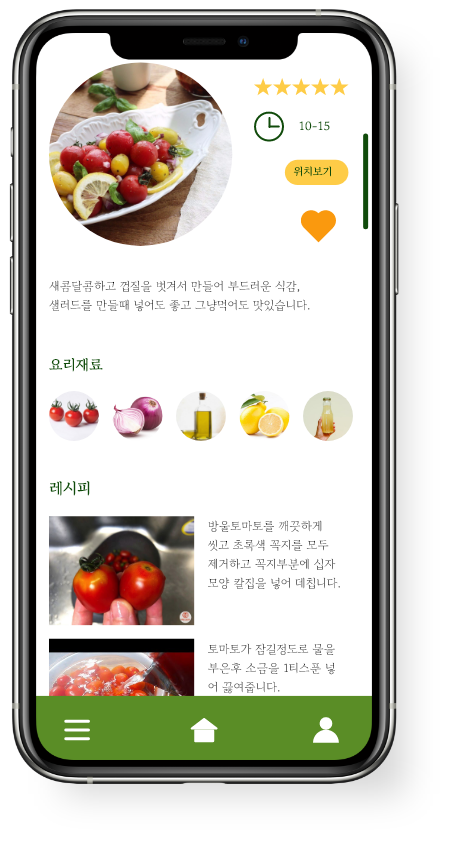 10-15
위치보기
새콤달콤하고 껍질을 벗겨서 만들어 부드러운 식감,
샐러드를 만들때 넣어도 좋고 그냥먹어도 맛있습니다.
요리재료
레시피
방울토마토를 깨끗하게
씻고 초록색 꼭지를 모두
제거하고 꼭지부분에 십자
모양 칼집을 넣어 데칩니다.
토마토가 잠길정도로 물을
부은후 소금을 1티스푼 넣
어 끓여줍니다.